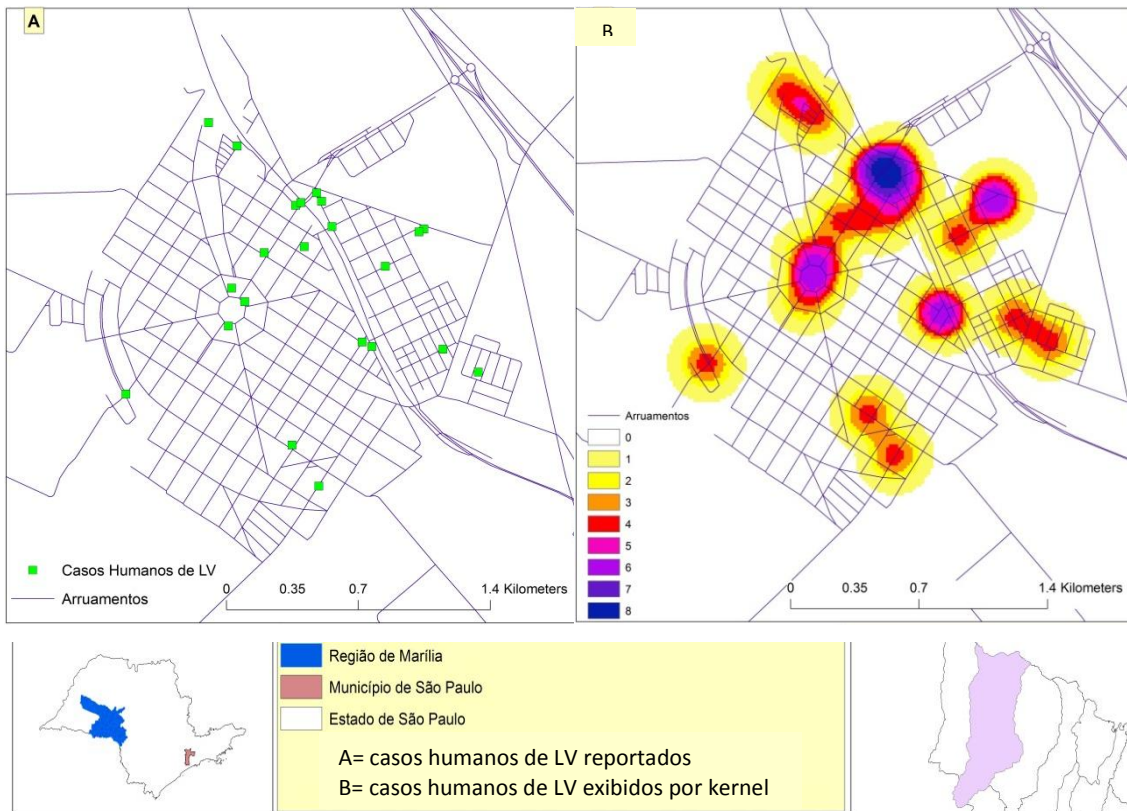 A
Casos Humanos de LV
Arruamentos
0 0.35 0.7 1.4 Kilometers
B
Arruamentos
0
1
2
3
4
5
6
7
8
0 0.35 0.7 1.4 Kilometers
Região de Marília
Município de São Paulo
Estado de São Paulo
A= casos humanos de LV reportados
B= casos humanos de LV exibidos por kernel